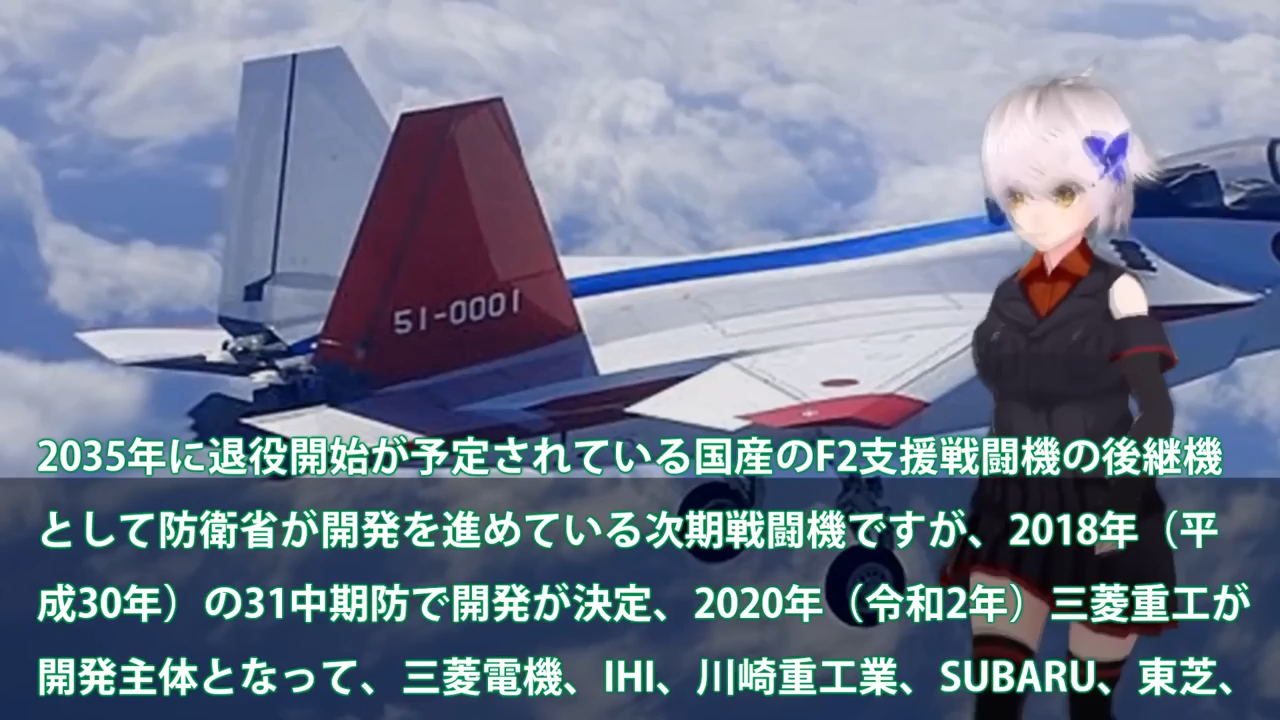 51-0001
2035年に退役開始が予定されている国産のF2支援戦闘機の後継機
として防衛省が開発を進めている次期戦闘機ですが、2018年（平
成30年）の31中期防で開発が決定、2020年（令和2年）三菱重工が
開発主体となって、三菱電機、IHI、川崎重工業、SUBARU、東芝、